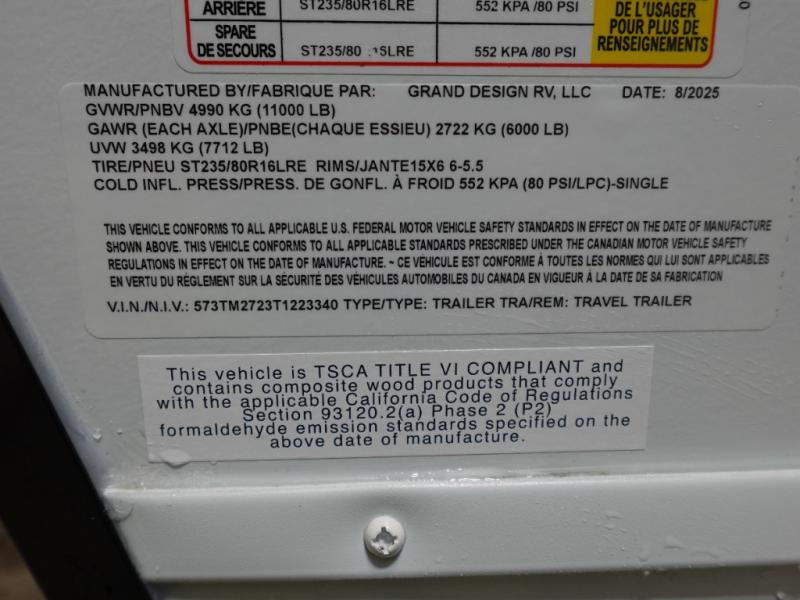 ARRIÈRE ST235/80R16LRE 552 KPA /80 PSI
SPARE
DE SECOURS ST235/80 SLRE 552 KPA /80 PSI
DE L'USAGER
POUR PLUS DE
RENSEIGNEMENTS
MANUFACTURED BY/FABRIQUE PAR: GRAND DESIGN RV, LLC DATE: 8/2025
GVWR/PNBV 4990 KG (11000 LB)
GAWR (EACH AXLE)/PNBE(CHAQUE ESSIEU) 2722 KG (6000 LB)
UVW 3498 KG (7712 LB)
TIRE/PNEU ST235/80R16LRE RIMS/JANTE15X6 6-5.5
COLD INFL. PRESS/PRESS. DE GONFL. À FROID 552 KPA (80 PSI/LPC)-SINGLE
THIS VEHICLE CONFORMS TO ALL APPLICABLE U.S. FEDERAL MOTOR VEHICLE SAFETY STANDARDS IN EFFECT ON THE DATE OF MANUFACTURE
SHOWN ABOVE. THIS VEHICLE CONFORMS TO ALL APPLICABLE STANDARDS PRESCRIBED UNDER THE CANADIAN MOTOR VEHICLE SAFETY
REGULATIONS IN EFFECT ON THE DATE OF MANUFACTURE. ~ CE VÉHICULE EST CONFORME À TOUTES LES NORMES QUI LUI SONT APPLICABLES
EN VERTU DU RÈGLEMENT SUR LA SÉCURITÉ DES VÉHICULES AUTOMOBILES DU CANADA EN VIGUEUR À LA DATE DE SA FABRICATION
V.I.N./N.I.V.: 573TM2723T1223340 TYPE/TYPE: TRAILER TRA/REM: TRAVEL TRAILER
This vehicle is TSCA TITLE VI COMPLIANT and
contains composite wood products that comply
with the applicable California Code of Regulations
Section 93120.2(a) Phase 2 (P2)
formaldehyde emission standards specified on the
above date of manufacture.